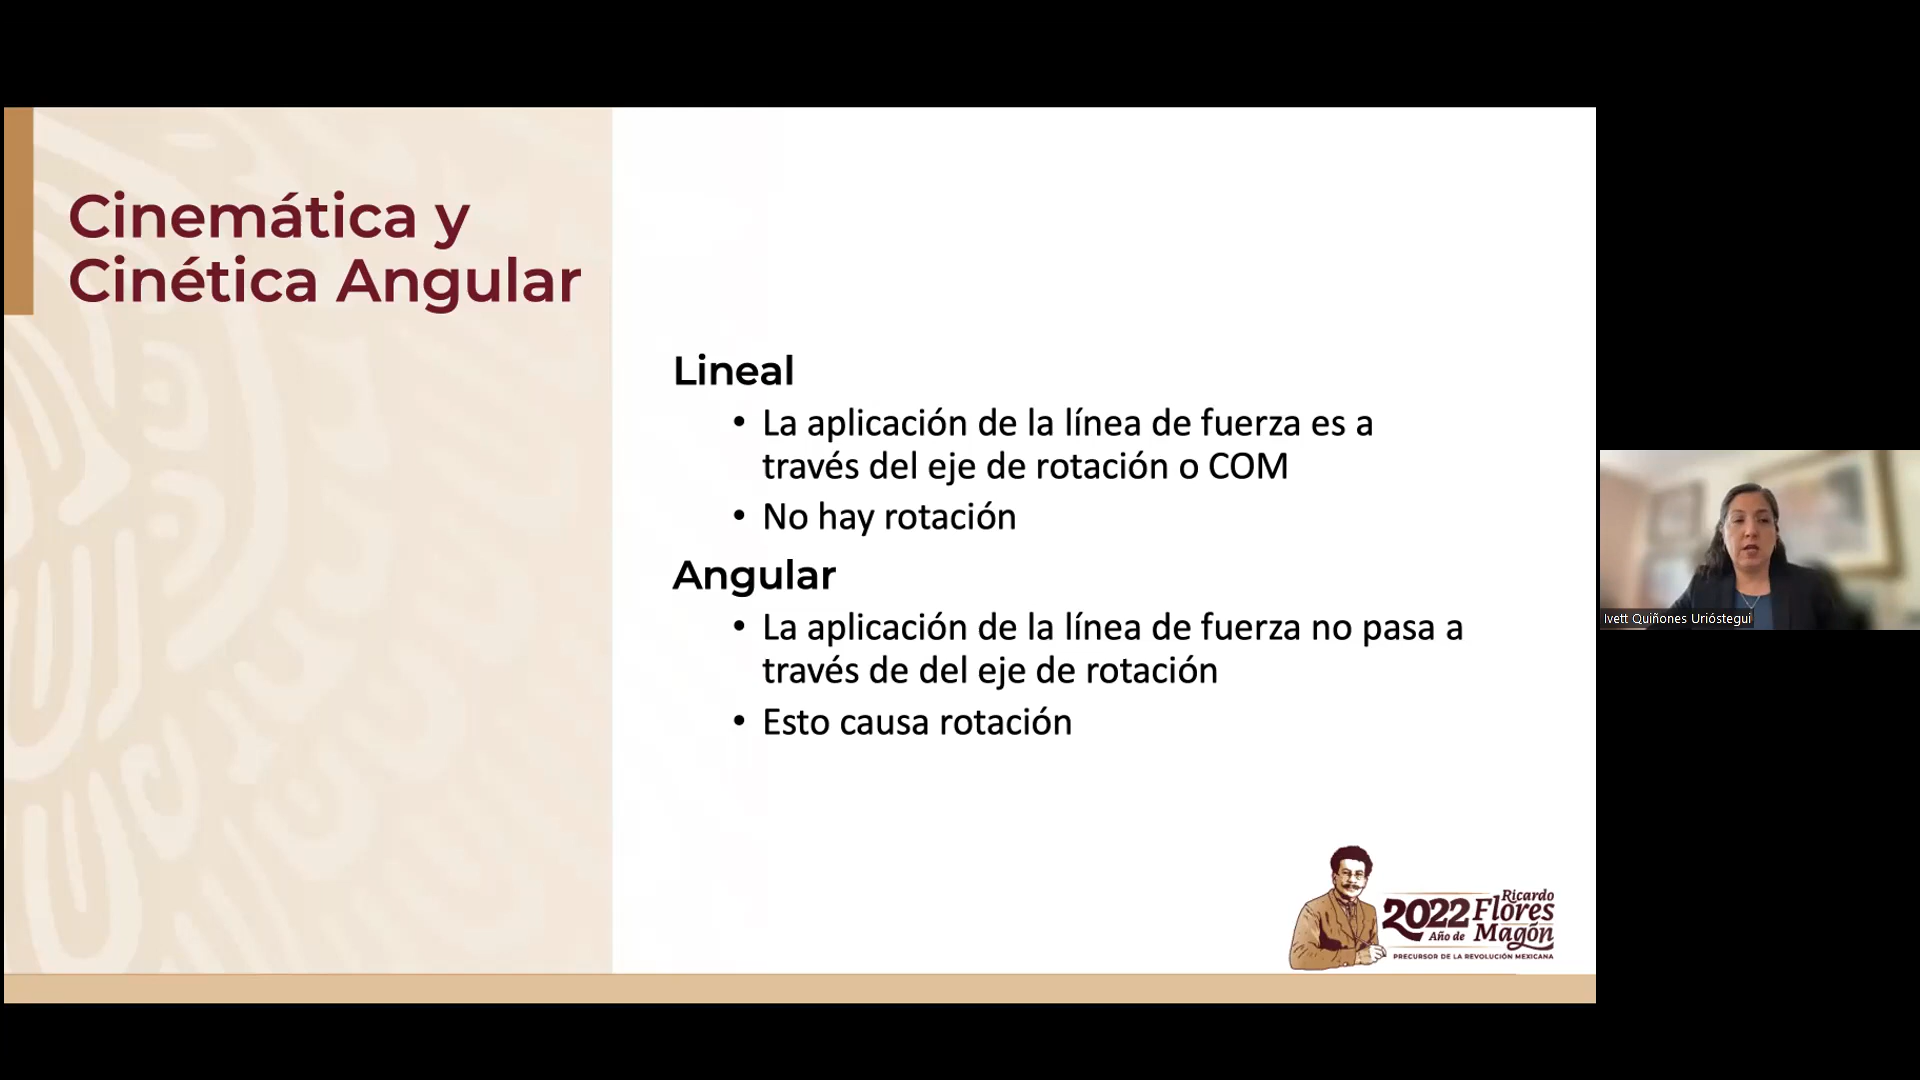 Cinemática y
Cinética Angular
Lineal
• La aplicación de la línea de fuerza es a
través del eje de rotación o COM
• No hay rotación
Angular
• La aplicación de la línea de fuerza no pasa a
través de del eje de rotación
• Esto causa rotación
2022 Ricardo
Año de Flores
Magón
PRECURSOR DE LA REVOLUCIÓN MEXICANA
Ivett Quiñones Urióstegui